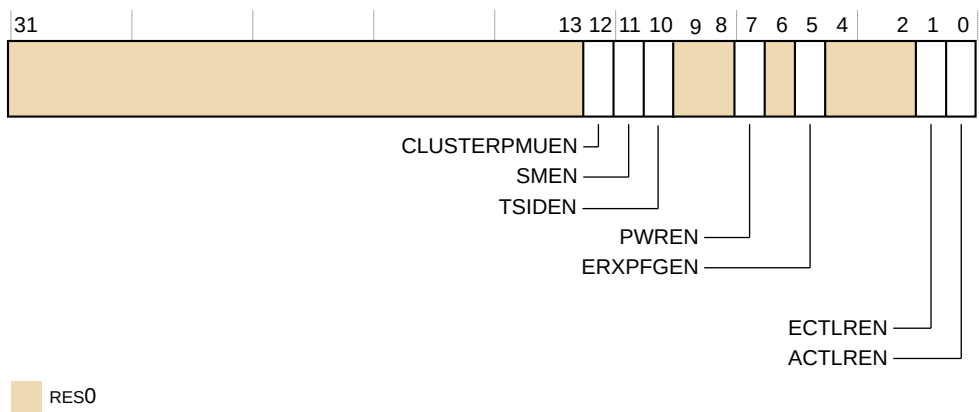 31 13 12 11 10 9 8 7 6 5 4 2 1 0
CLUSTERPMUEN
SMEN
TSIDEN
PWREN
ERXPFGEN
ECTLREN
ACTLREN
RES0